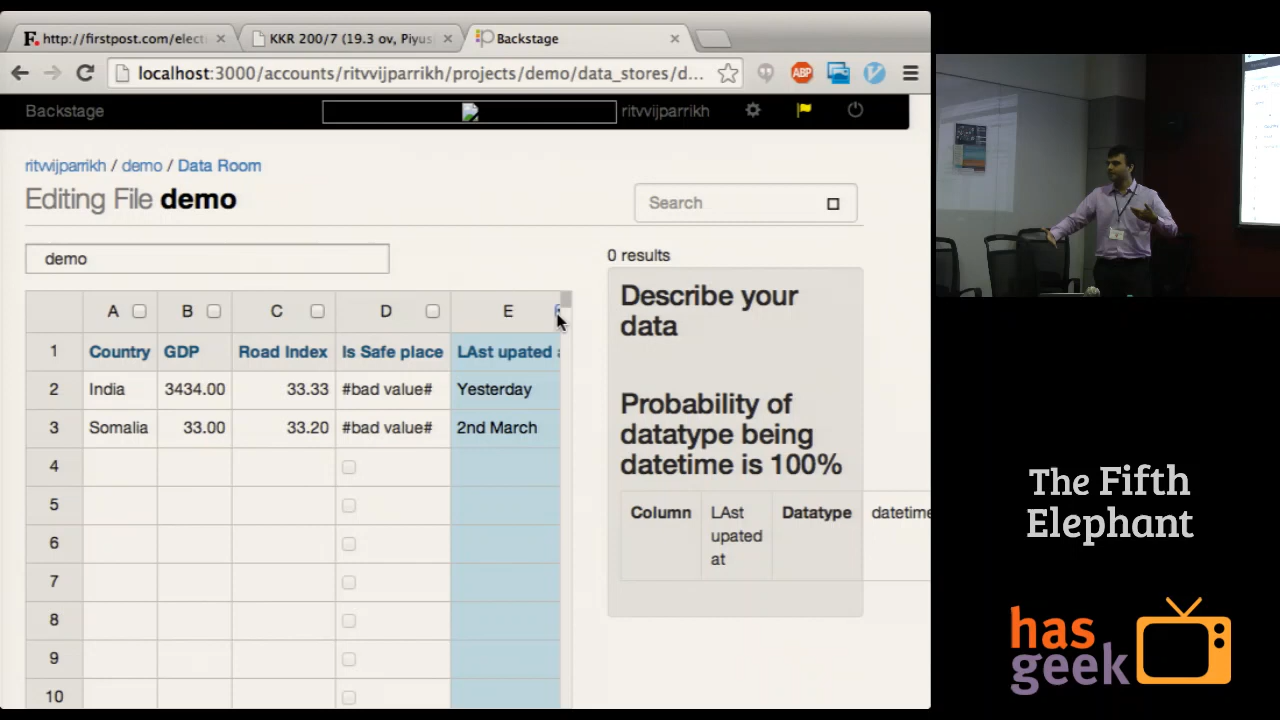 F. http://firstpost.com/elect
KKR 200/7 (19.3 ov, Piyus
Backstage
localhost:3000/accounts/ritvvijparrikh/projects/demo/data_stores/d...
ABP
Backstage
ritvvijparrikh
ritvvijparrikh / demo / Data Room
Editing File demo
Search
demo
0 results
A B C D E
1 Country GDP Road Index Is Safe place LAst upated a
2 India 3434.00 33.33 #bad value# Yesterday
3 Somalia 33.00 33.20 #bad value# 2nd March
4
5
6
7
8
9
10
Describe your
data
Probability of
datatype being
datetime is 100%
Column LAst upated at Datatype datetime
The Fifth
Elephant
has
geek